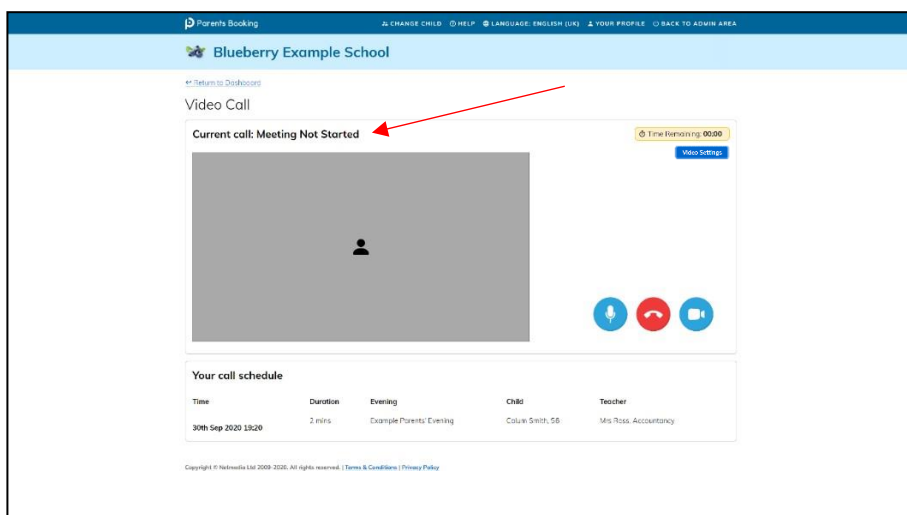 Parents Booking CHANGE CHILD HELP LANGUAGE: ENGLISH (UK) YOUR PROFILE BACK TO ADMIN AREA
Blueberry Example School
Return to Dashboard
Video Call
Current call: Meeting Not Started
Time Remaining: 00:00
Video Settings
Your call schedule
Time Duration Evening Child Teacher
30th Sep 2020 19:20 2 mins Example Parents' Evening Calum Smith, 5B Mrs Ross, Accountancy
Copyright © Netmedia Ltd 2009-2020. All rights reserved. | Terms & Conditions | Privacy Policy